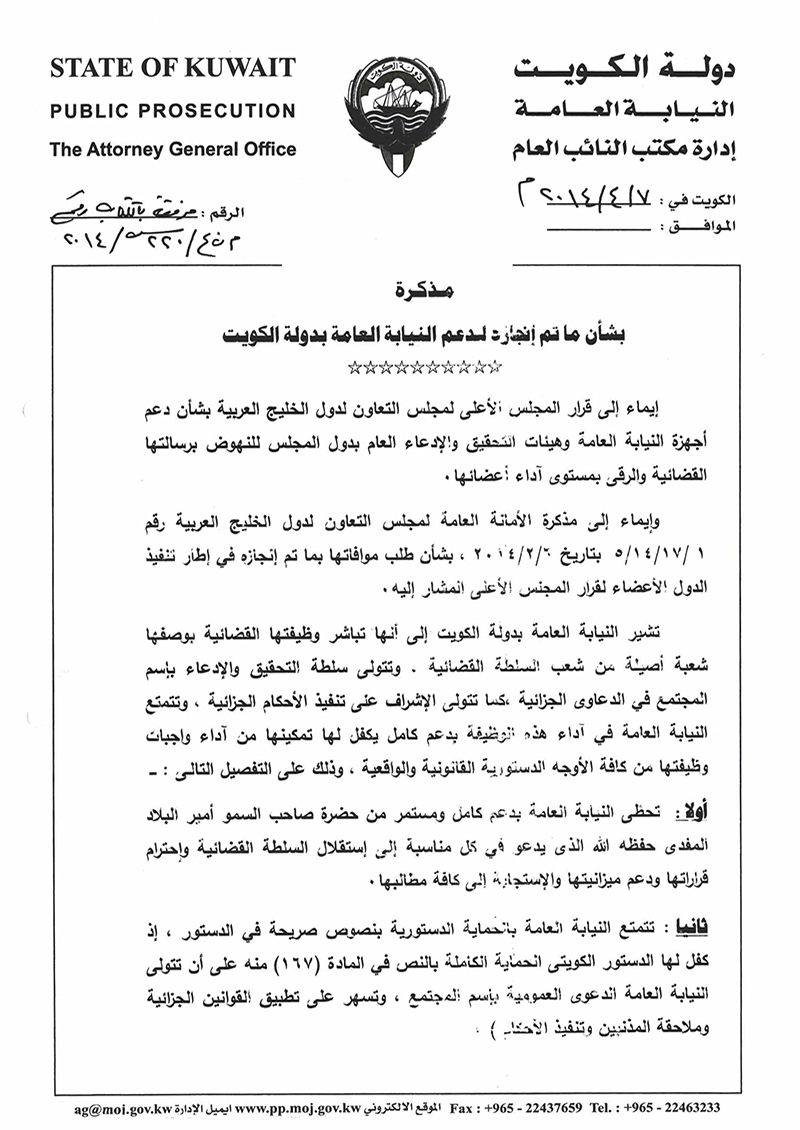 STATE OF KUWAIT
PUBLIC PROSECUTION
The Attorney General Office
دولة الكويت
دولـــة الكـــويـــت
النيـابـة العـامـة
إدارة مكتب النائب العام
الكويت في : ٢٠١٤/٤/٧ م
الموافـق :
الرقم : مرفقة بالكتاب رقم
٢٠١٤/٢٢٠/
مـذكـرة
بشأن ما تم إنجازه لدعم النيابة العامة بدولة الكويت
☆☆☆☆☆☆☆☆☆☆
إيماء إلى قرار المجلس الأعلى لمجلس التعاون لدول الخليج العربية بشأن دعم
أجهزة النيابة العامة وهيئات التحقيق والإدعاء العام بدول المجلس للنهوض برسالتها
القضائية والرقى بمستوى آداء أعضائها .
وإيماء إلى مذكرة الأمانة العامة لمجلس التعاون لدول الخليج العربية رقم
٥/١٤/١٧/ ١ بتاريخ ٢٠١٤/٢/٦ ، بشأن طلب موافاتها بما تم إنجازه في إطار تنفيذ
الدول الأعضاء لقرار المجلس الأعلى المشار إليه .
تشير النيابة العامة بدولة الكويت إلى أنها تباشر وظيفتها القضائية بوصفها
شعبة أصيلة من شعب السلطة القضائية . وتتولى سلطة التحقيق والإدعاء بإسم
المجتمع في الدعاوى الجزائية ،كما تتولى الإشراف على تنفيذ الأحكام الجزائية ، وتتمتع
النيابة العامة في آداء هذه الوظيفة بدعم كامل يكفل لها تمكينها من آداء واجبات
وظيفتها من كافة الأوجه الدستورية القانونية والواقعية ، وذلك على التفصيل التالى : ـ
أولا : تحظى النيابة العامة بدعم كامل ومستمر من حضرة صاحب السمو أمير البلاد
المفدى حفظه الله الذى يدعو في كل مناسبة إلى إستقلال السلطة القضائية وإحترام
قراراتها ودعم ميزانيتها والإستجابة إلى كافة مطالبها .
ثانيا : تتمتع النيابة العامة بالحماية الدستورية بنصوص صريحة في الدستور ، إذ
كفل لها الدستور الكويتى الحماية الكاملة بالنص في المادة (١٦٧) منه على أن تتولى
النيابة العامة الدعوى العمومية بإسم المجتمع ، وتسهر على تطبيق القوانين الجزائية
وملاحقة المذنبين وتنفيذ الأحكام ) .
ag@moj.gov.kw ايميل الإدارة www.pp.moj.gov.kw الموقع الالكتروني Fax : +965 - 22437659 Tel. : +965 - 22463233